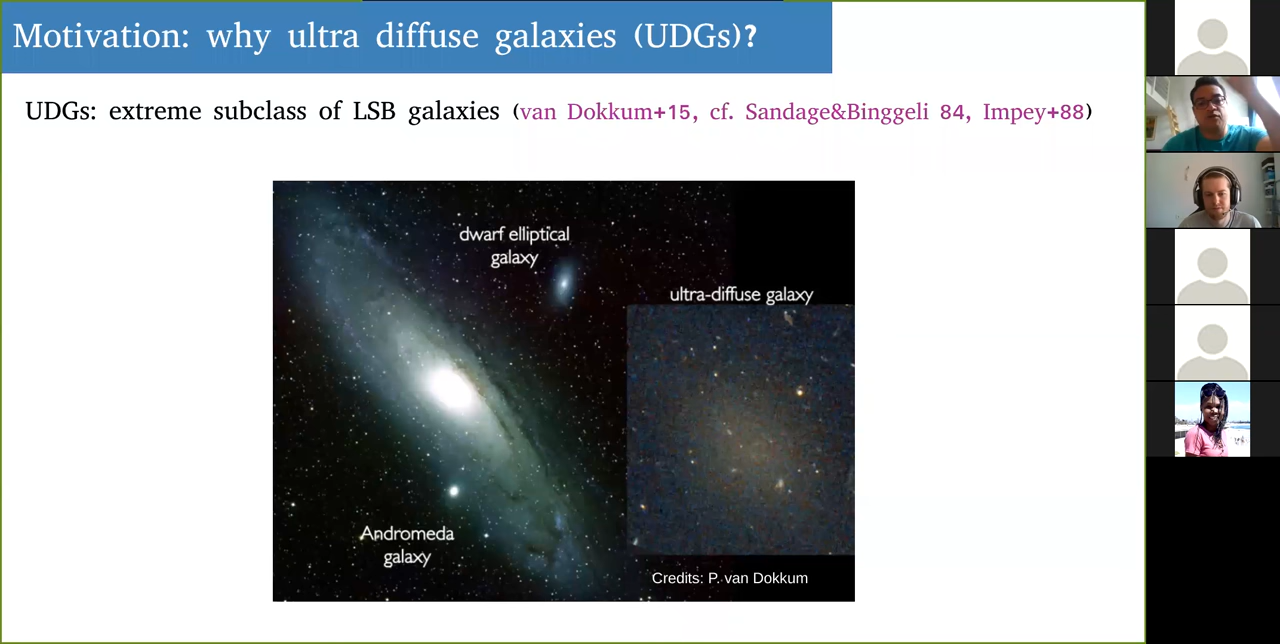 Motivation: why ultra diffuse galaxies (UDGs)?
UDGs: extreme subclass of LSB galaxies (van Dokkum+15, cf. Sandage&Binggeli 84, Impey+88)
dwarf elliptical
galaxy
ultra-diffuse galaxy
Andromeda
galaxy
Credits: P. van Dokkum